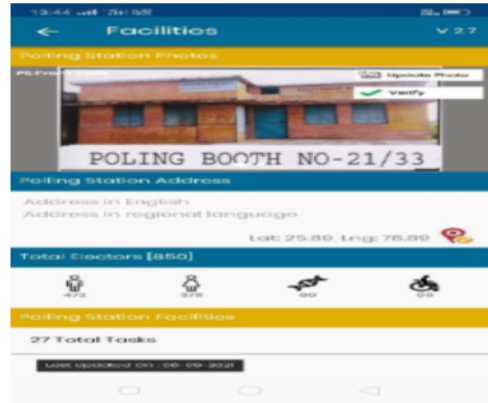 13:44
Facilities V 2.7
Polling Station Photos
PS Front
Update Photo
Verify
POLING BOOTH NO-21/33
Polling Station Address
Address in English
Address in regional language
Lat: 25.89, Lng: 78.89
Total Electors [850]
472 378
Polling Station Facilities
27 Total Tasks
Last Updated On : 06-09-2021